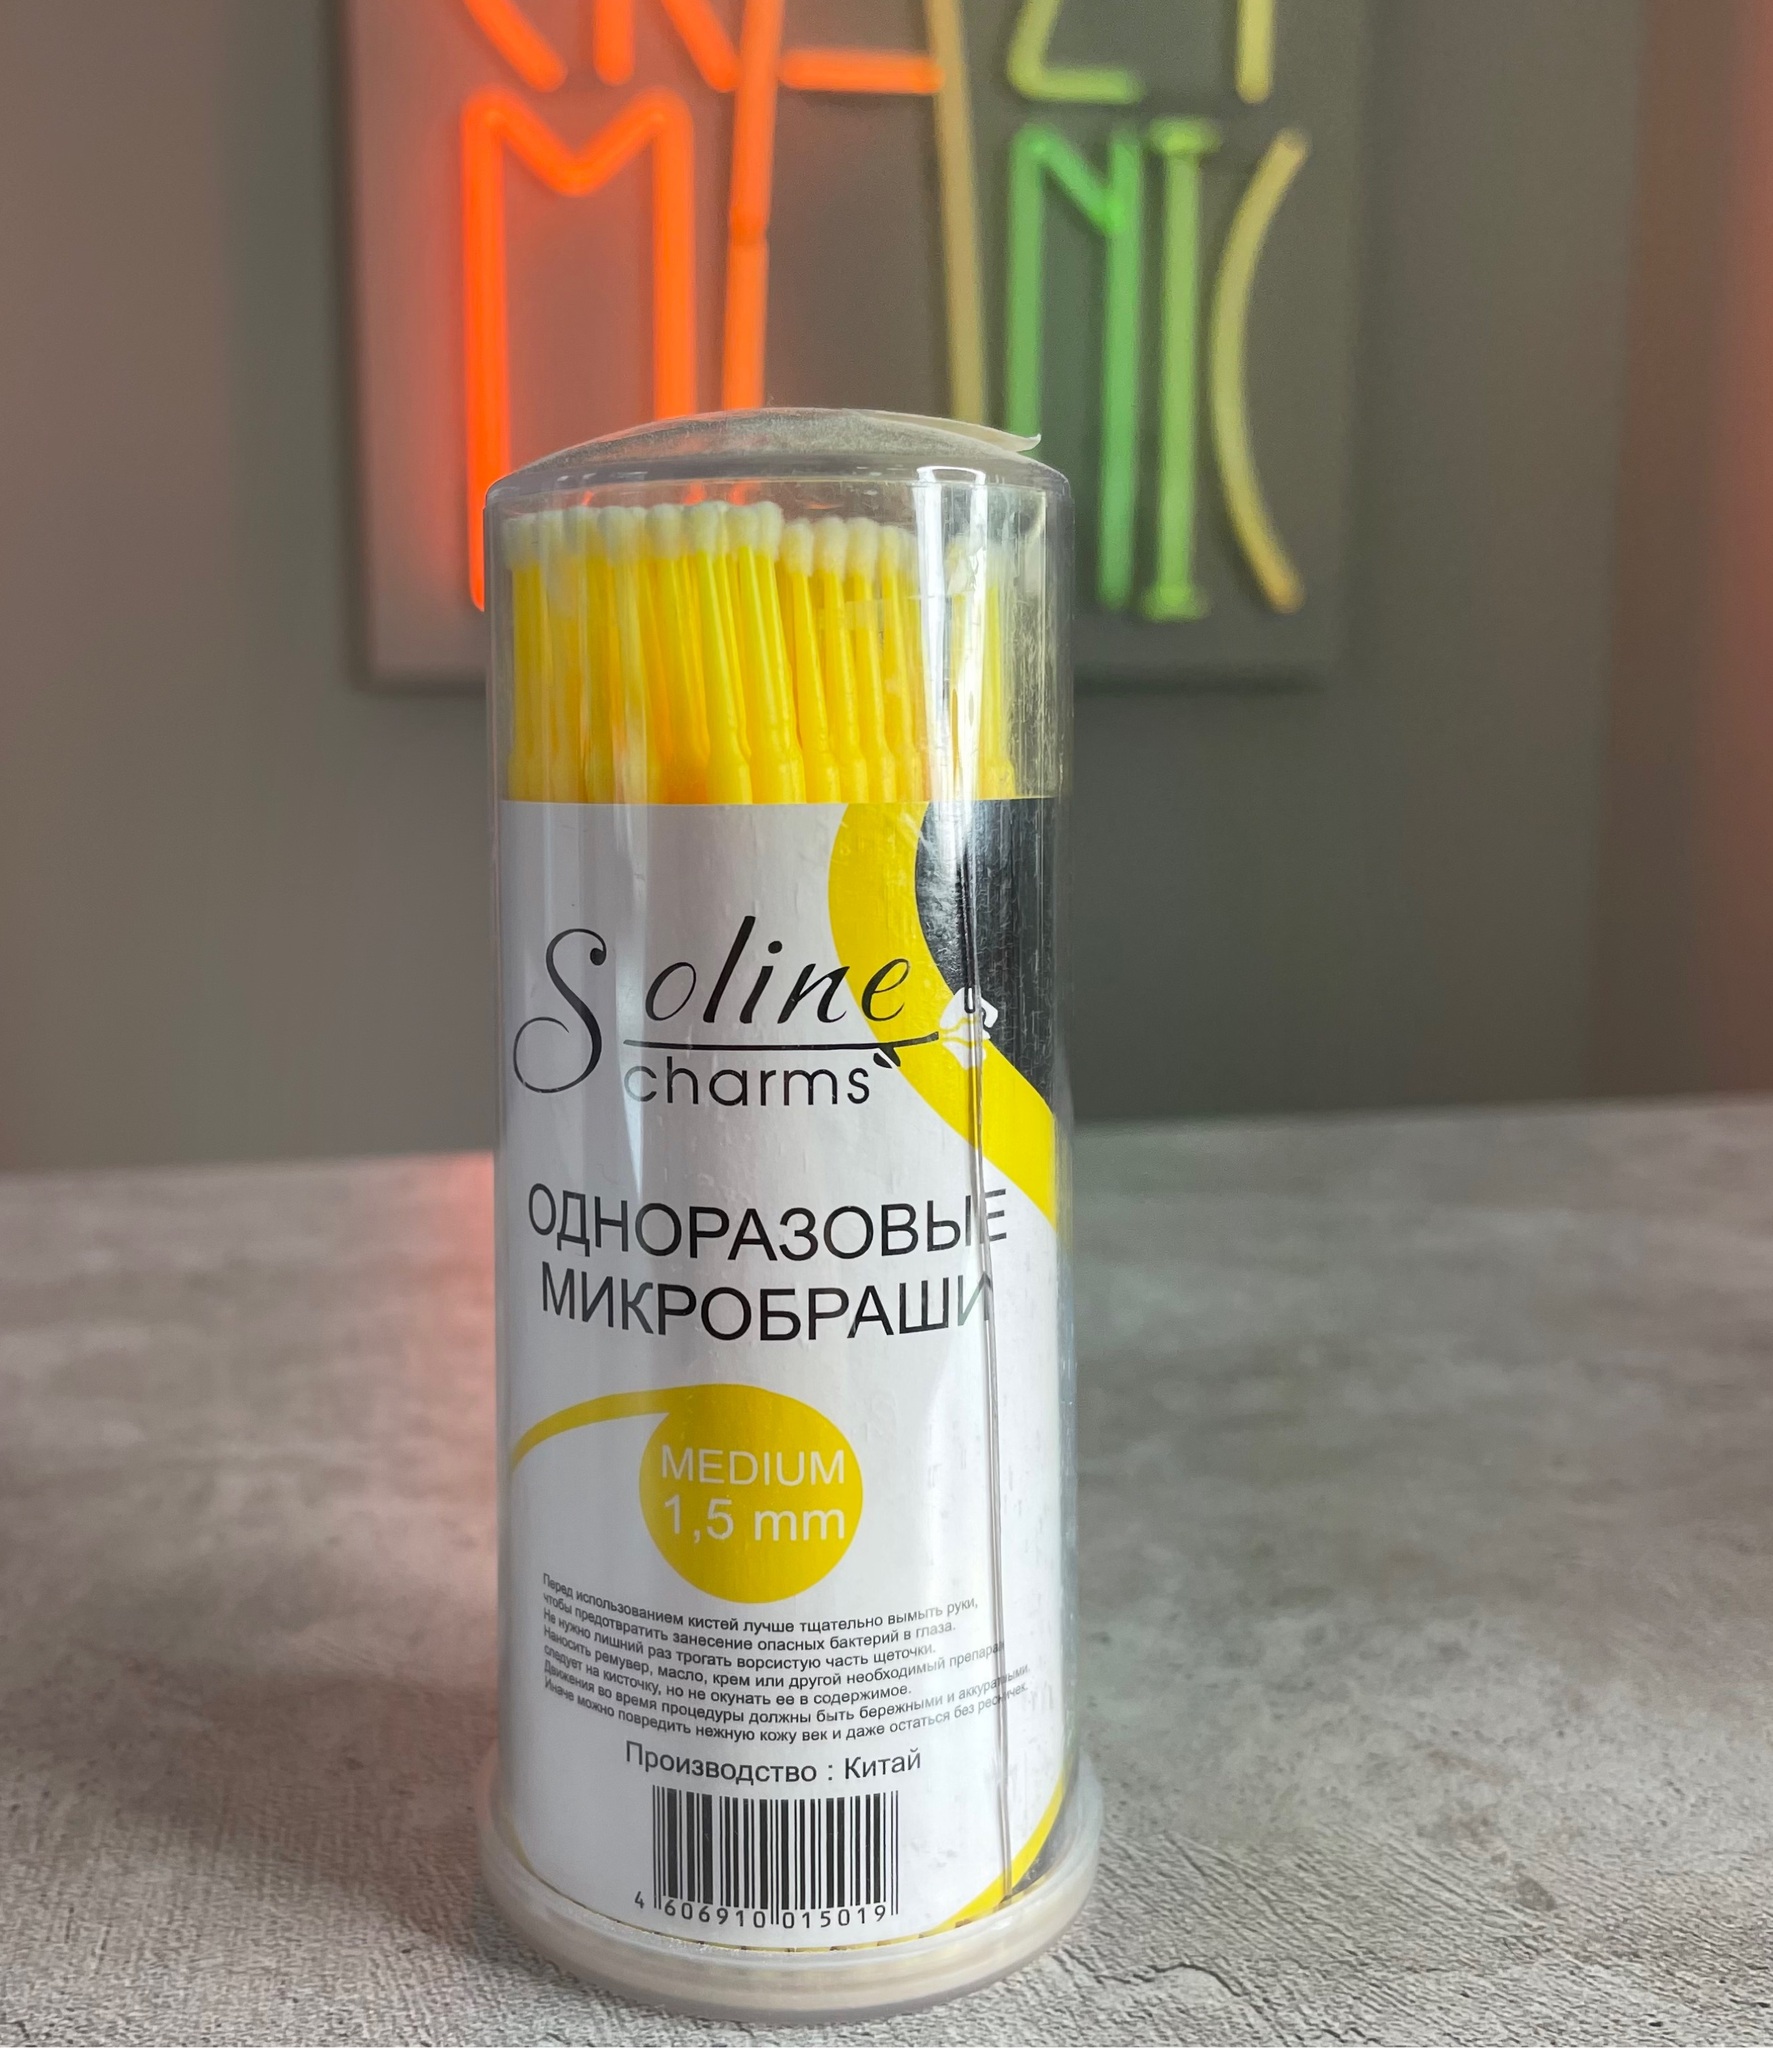 MANIC
Soline
charms
ОДНОРАЗОВЫЕ
МИКРОБРАШИ
MEDIUM
1,5 mm
Перед использованием кистей лучше тщательно вымыть руки,
чтобы предотвратить занесение опасных бактерий в глаза.
Не нужно лишний раз трогать ворсистую часть щеточки.
Наносить ремувер, масло, крем или другой необходимый препарат
следует на кисточку, но не окунать ее в содержимое.
Движения во время процедуры должны быть бережными и аккуратными.
Иначе можно повредить нежную кожу век и даже остаться без ресничек.
Производство : Китай
4 606910 015019